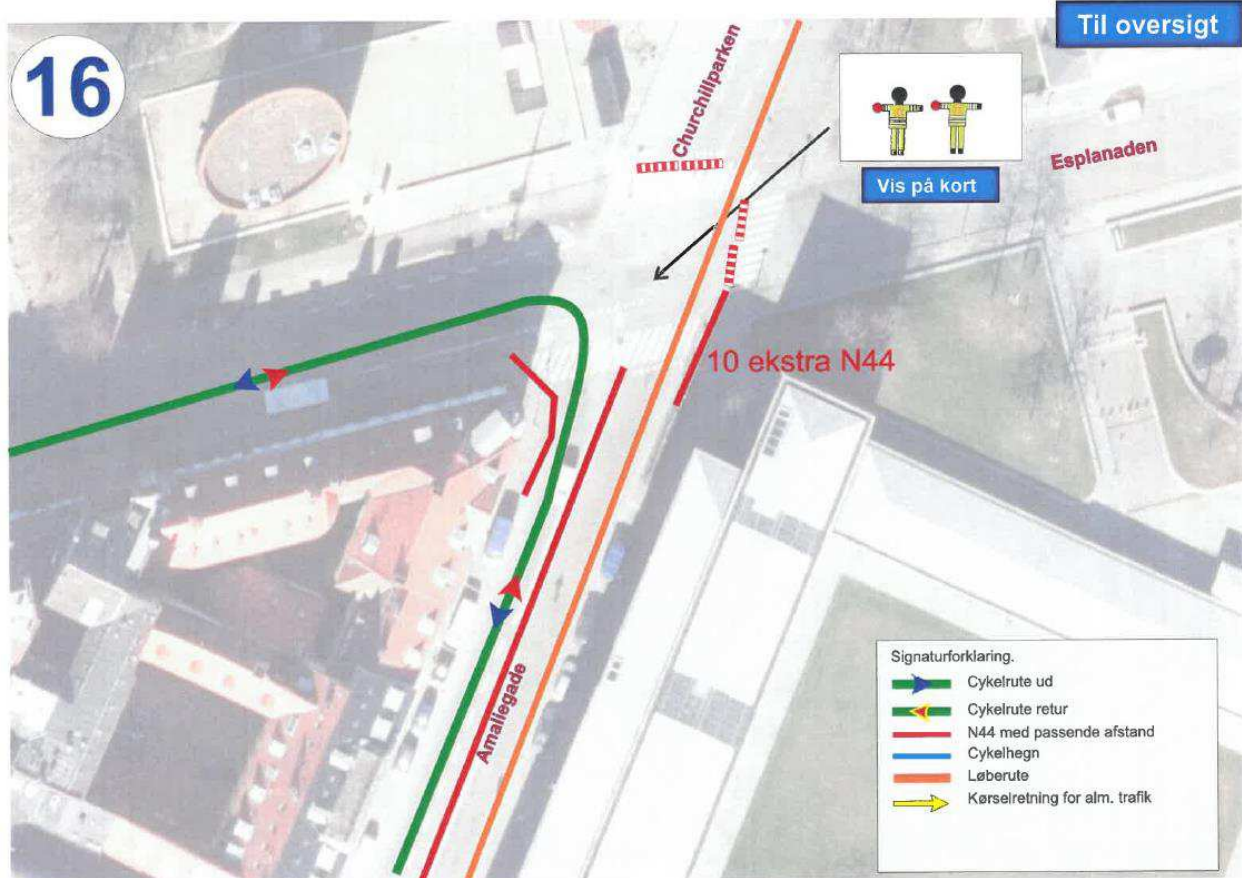 Til oversigt
16
Churchillparken
Esplanaden
Vis på kort
10 ekstra N44
Amaliegade
Signaturforklaring.
Cykelrute ud
Cykelrute retur
N44 med passende afstand
Cykelhegn
Løberute
Kørselretning for alm. trafik